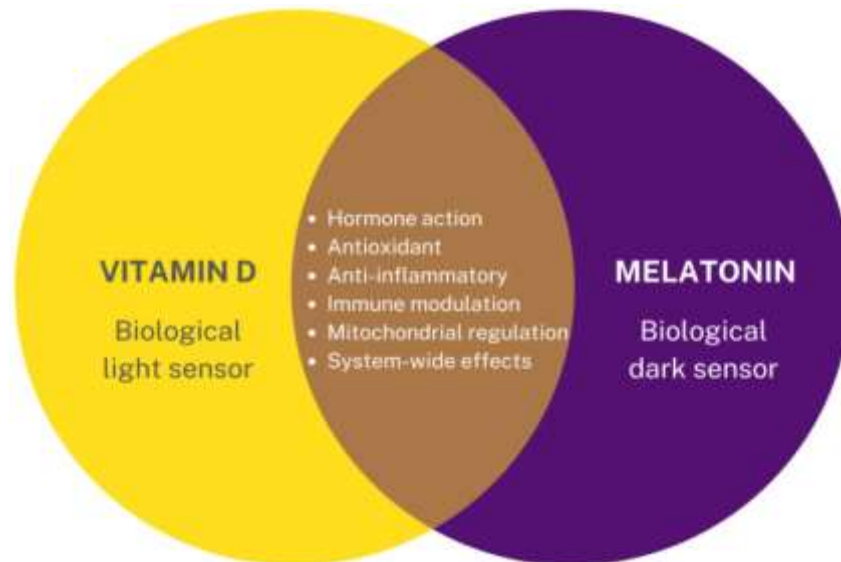 VITAMIN D
Biological
light sensor
• Hormone action
• Antioxidant
• Anti-inflammatory
• Immune modulation
• Mitochondrial regulation
• System-wide effects
MELATONIN
Biological
dark sensor